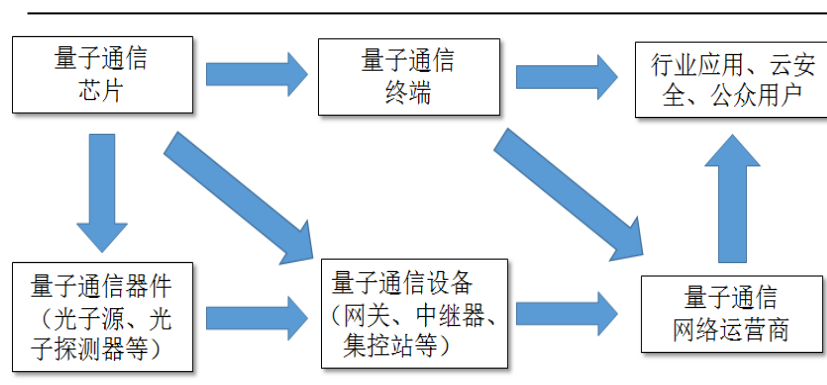 量子通信
芯片
量子通信
终端
行业应用、云安
全、公众用户
量子通信器件
（光子源、光
子探测器等）
量子通信设备
（网关、中继器、
集控站等）
量子通信
网络运营商